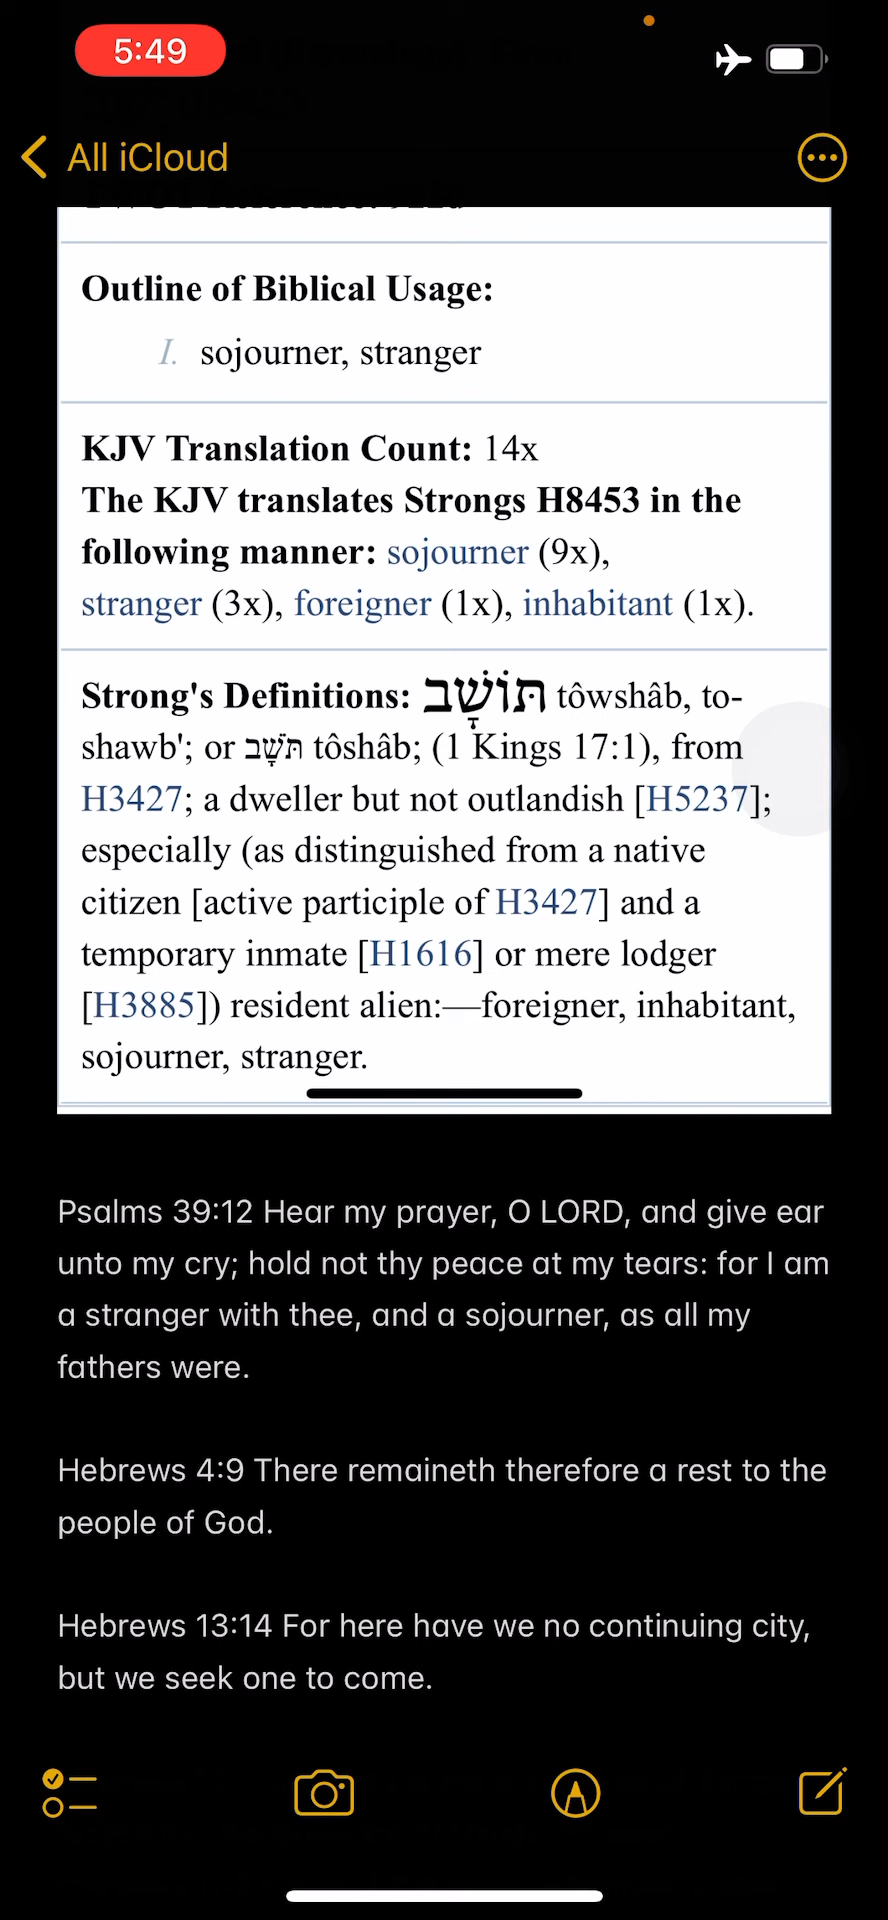 5:49
All iCloud
Outline of Biblical Usage:
I. sojourner, stranger
KJV Translation Count: 14x
The KJV translates Strongs H8453 in the
following manner: sojourner (9x),
stranger (3x), foreigner (1x), inhabitant (1x).
Strong's Definitions: תּוֹשָׁב tôwshâb, to-
shawb'; or תֹּשָׁב tôshâb; (1 Kings 17:1), from
H3427; a dweller but not outlandish [H5237];
especially (as distinguished from a native
citizen [active participle of H3427] and a
temporary inmate [H1616] or mere lodger
[H3885]) resident alien:—foreigner, inhabitant,
sojourner, stranger.
Psalms 39:12 Hear my prayer, O LORD, and give ear
unto my cry; hold not thy peace at my tears: for I am
a stranger with thee, and a sojourner, as all my
fathers were.
Hebrews 4:9 There remaineth therefore a rest to the
people of God.
Hebrews 13:14 For here have we no continuing city,
but we seek one to come.